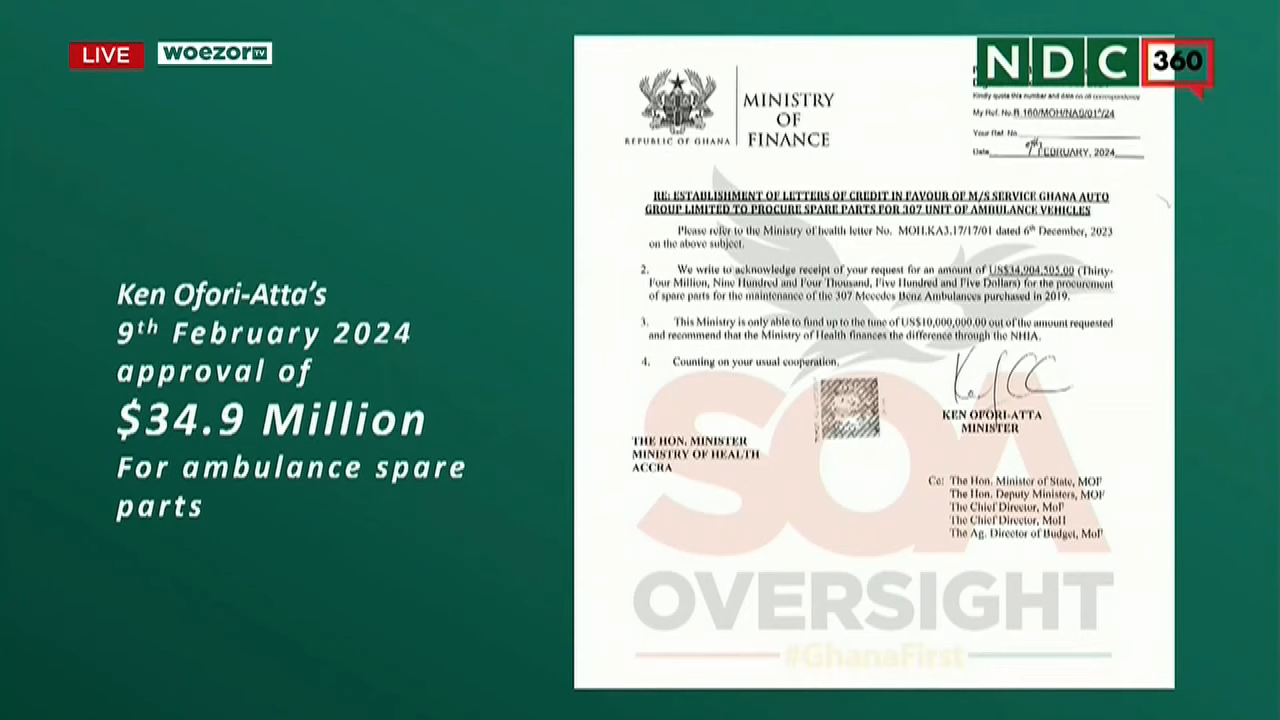 LIVE
woezor TV
NDC 360
Ken Ofori-Atta's
9th February 2024
approval of
$34.9 Million
For ambulance spare
parts
REPUBLIC OF GHANA
MINISTRY
OF
FINANCE
Kindly quote this number and date on all correspondence
My Ref. No.
Your Ref. No
Date 9th FEBRUARY, 2024
RE: ESTABLISHMENT OF LETTERS OF CREDIT IN FAVOUR OF M/S SERVICE GHANA AUTO
GROUP LIMITED TO PROCURE SPARE PARTS FOR 307 UNIT OF AMBULANCE VEHICLES
Please refer to the Ministry of health letter No. MOH.KA3.17/17/01 dated 6th December, 2023
on the above subject.
2. We write to acknowledge receipt of your request for an amount of US$34,904,505.00 (Thirty-
Four Million, Nine Hundred and Four Thousand, Five Hundred and Five Dollars) for the procurement
of spare parts for the maintenance of the 307 Mecedes Benz Ambulances purchased in 2019.
3. This Ministry is only able to fund up to the tune of US$10,000,000.00 out of the amount requested
and recommend that the Ministry of Health finances the difference through the NHIA.
4. Counting on your usual cooperation.
KEN OFORI-ATTA
MINISTER
THE HON. MINISTER
MINISTRY OF HEALTH
ACCRA
Cc: The Hon. Minister of State, MOF
The Hon. Deputy Ministers, MOF
The Chief Director, MoF
The Chief Director, MoH
The Ag. Director of Budget, MoF
SOA
OVERSIGHT
#GhanaFirst